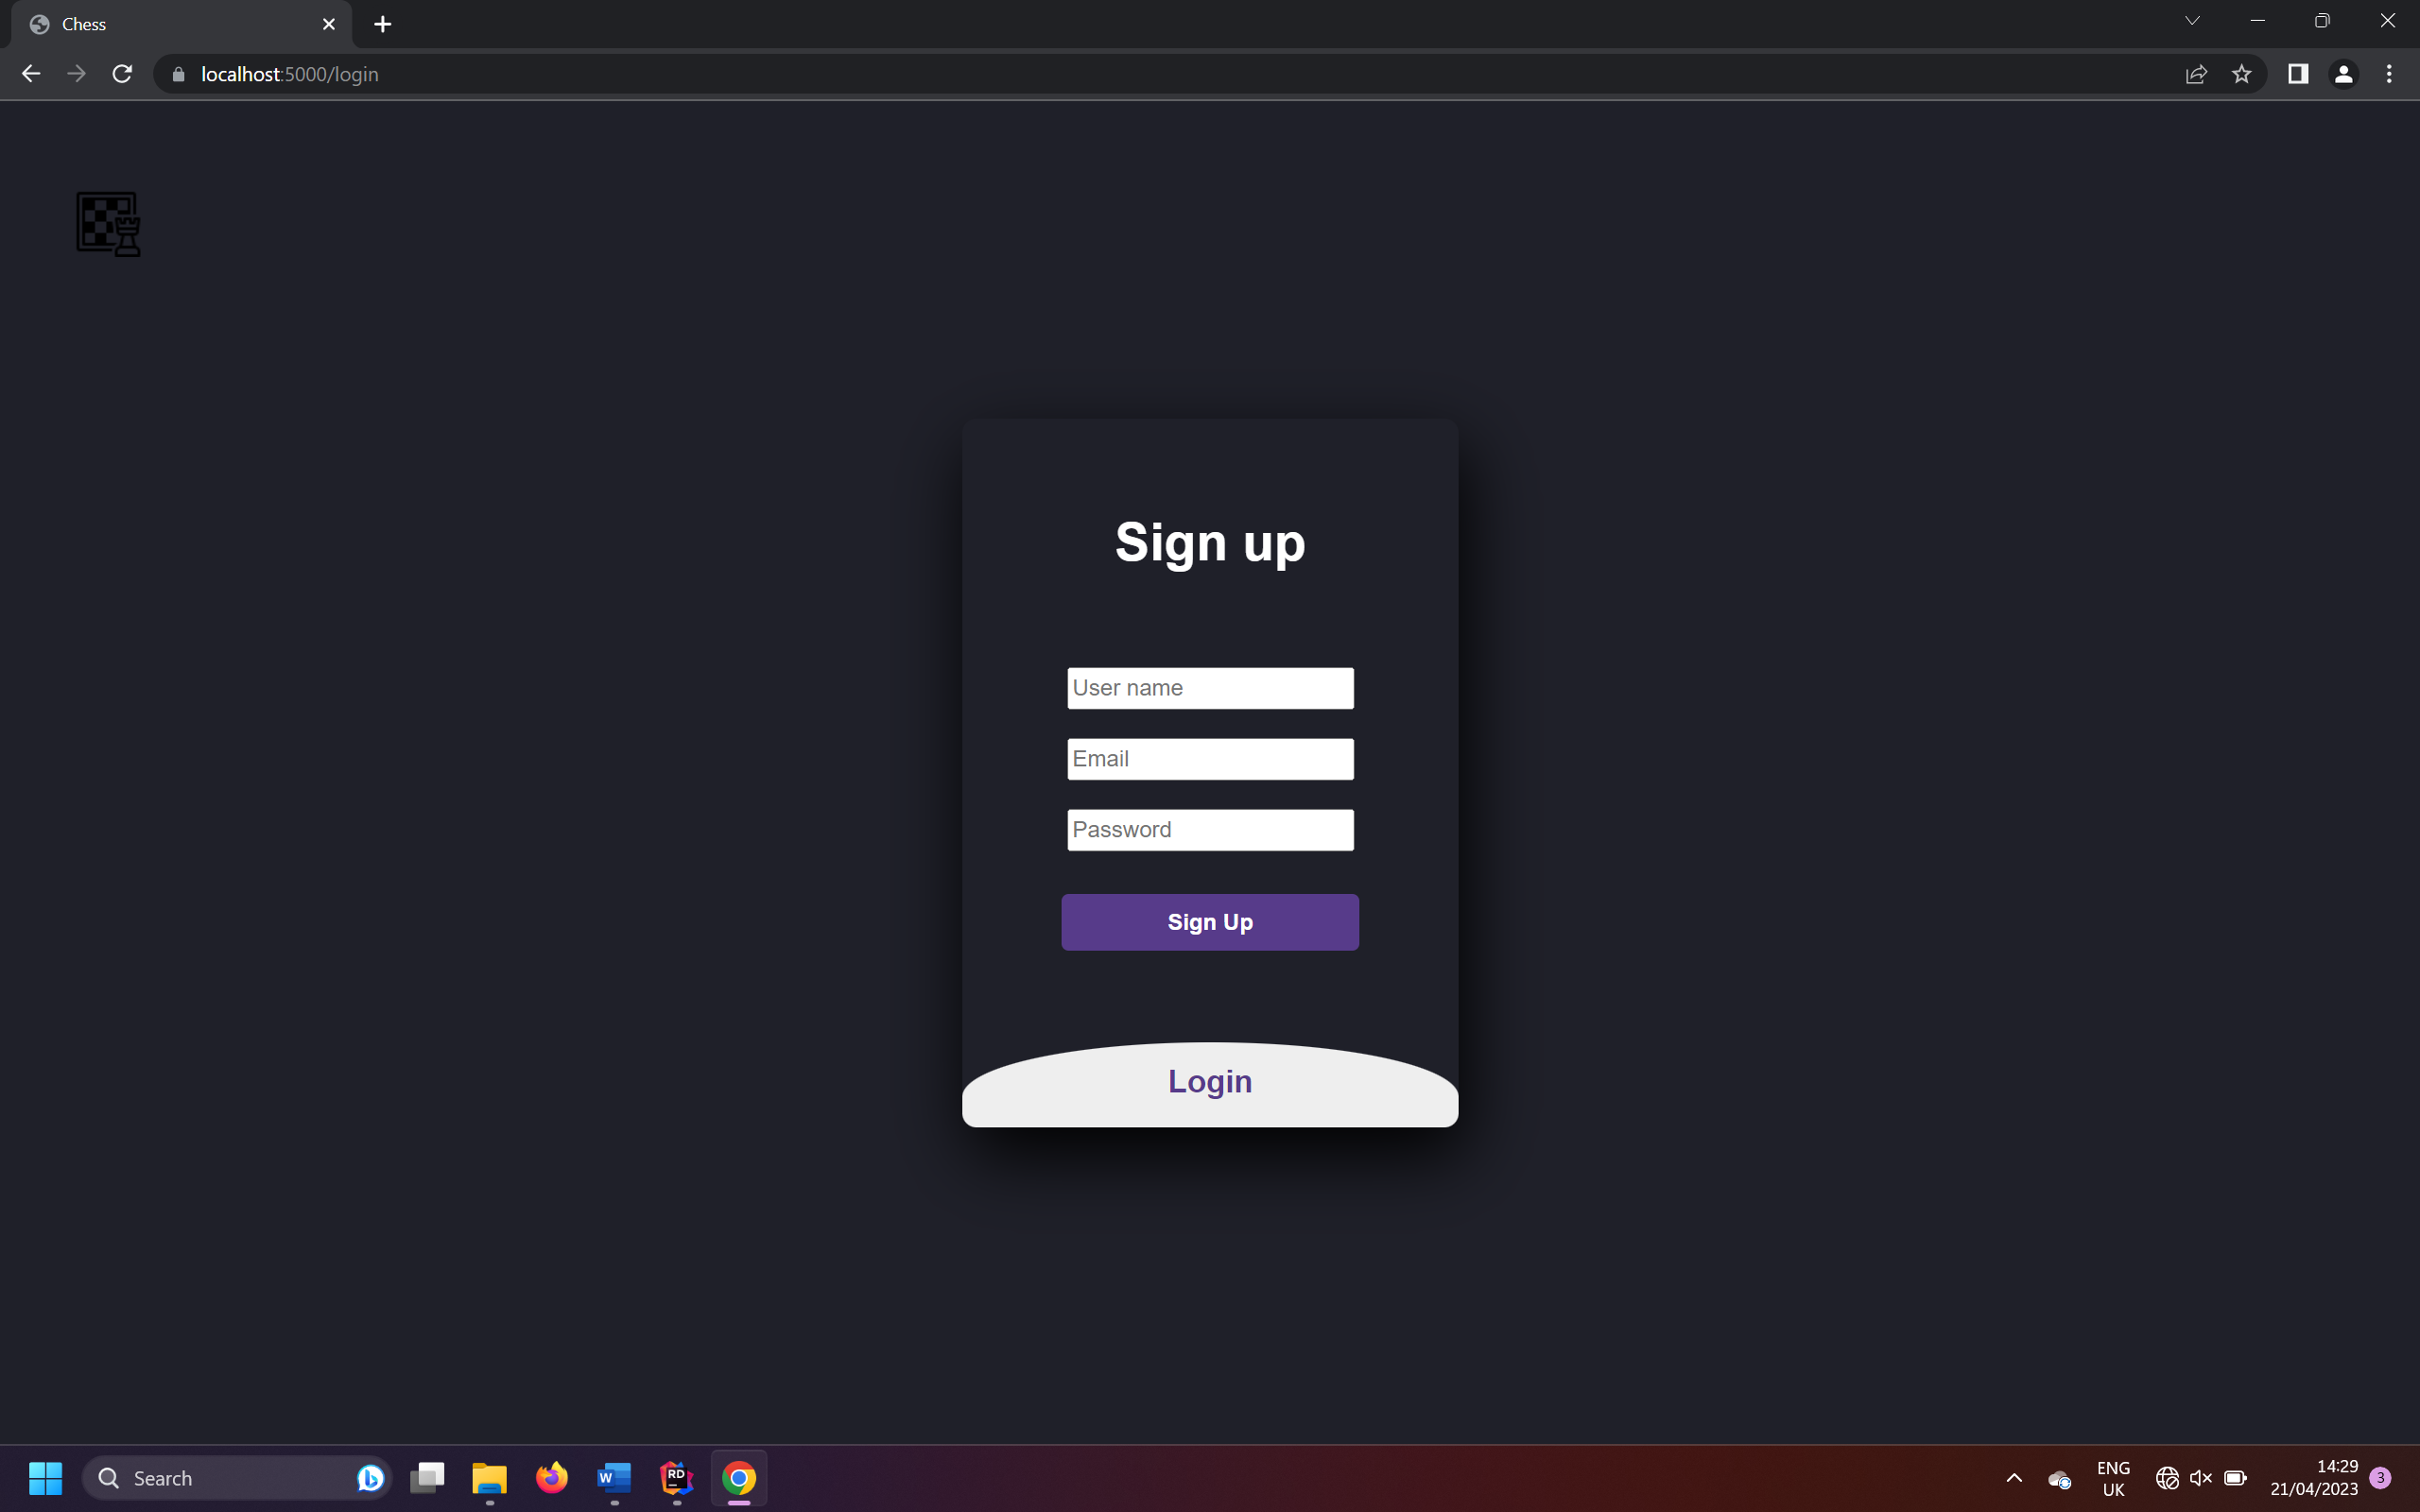 Chess
localhost:5000/login
Sign up
User name
Email
Password
Sign Up
Login
Search
W
RD
ENG
UK
14:29
21/04/2023
3